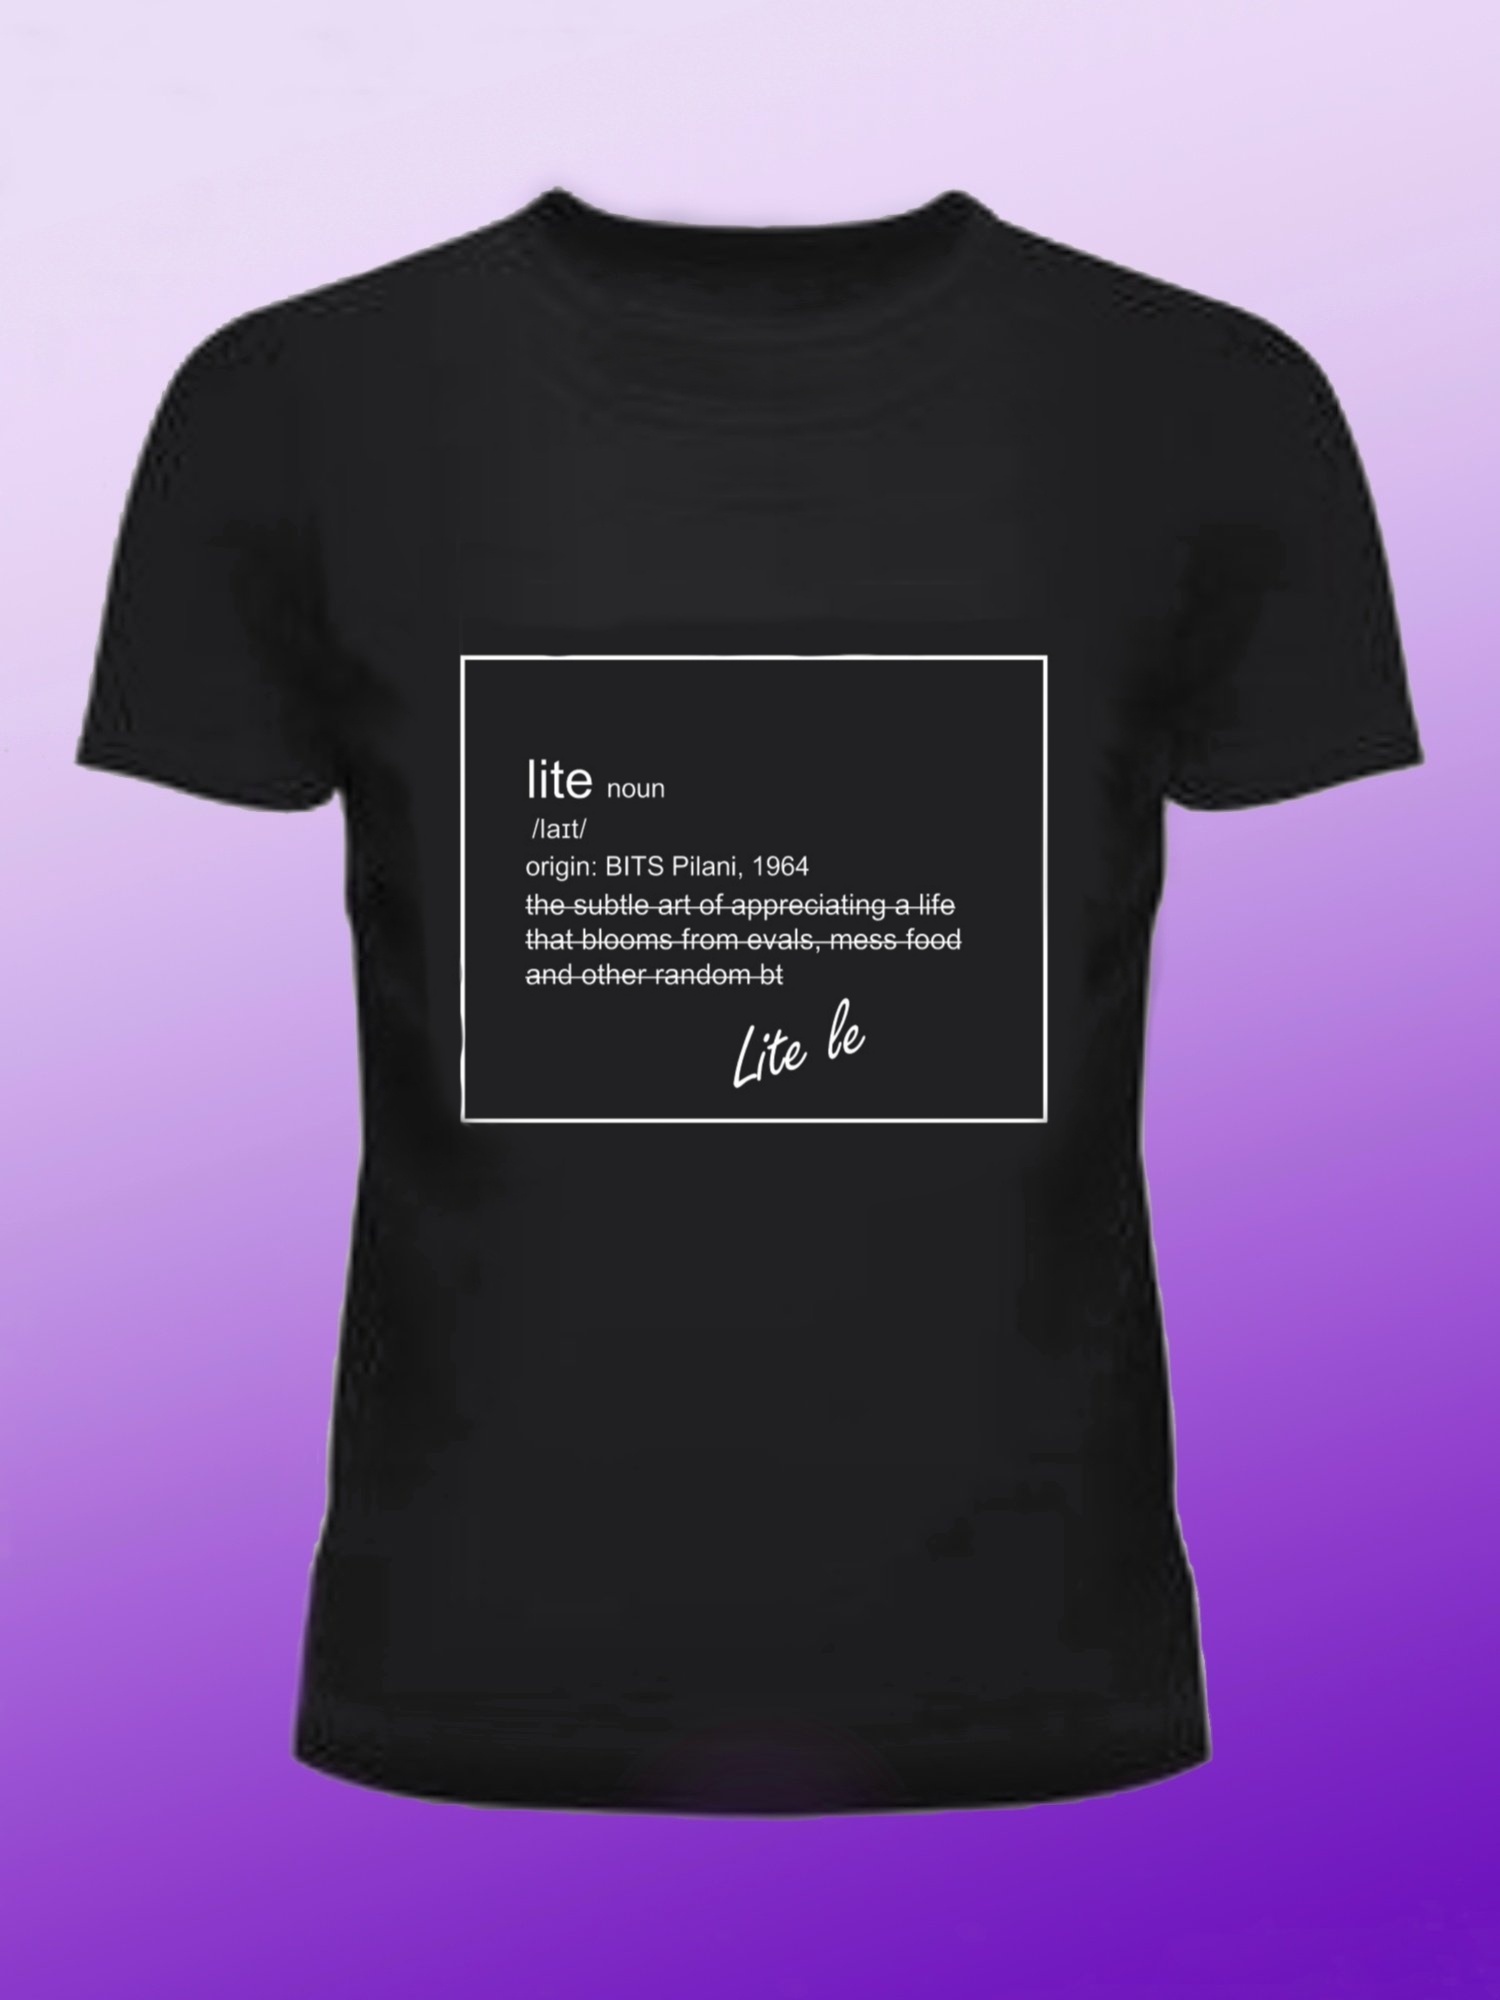 lite noun
/laɪt/
origin: BITS Pilani, 1964
the subtle art of appreciating a life
that blooms from evals, mess food
and other random bt
Lite le